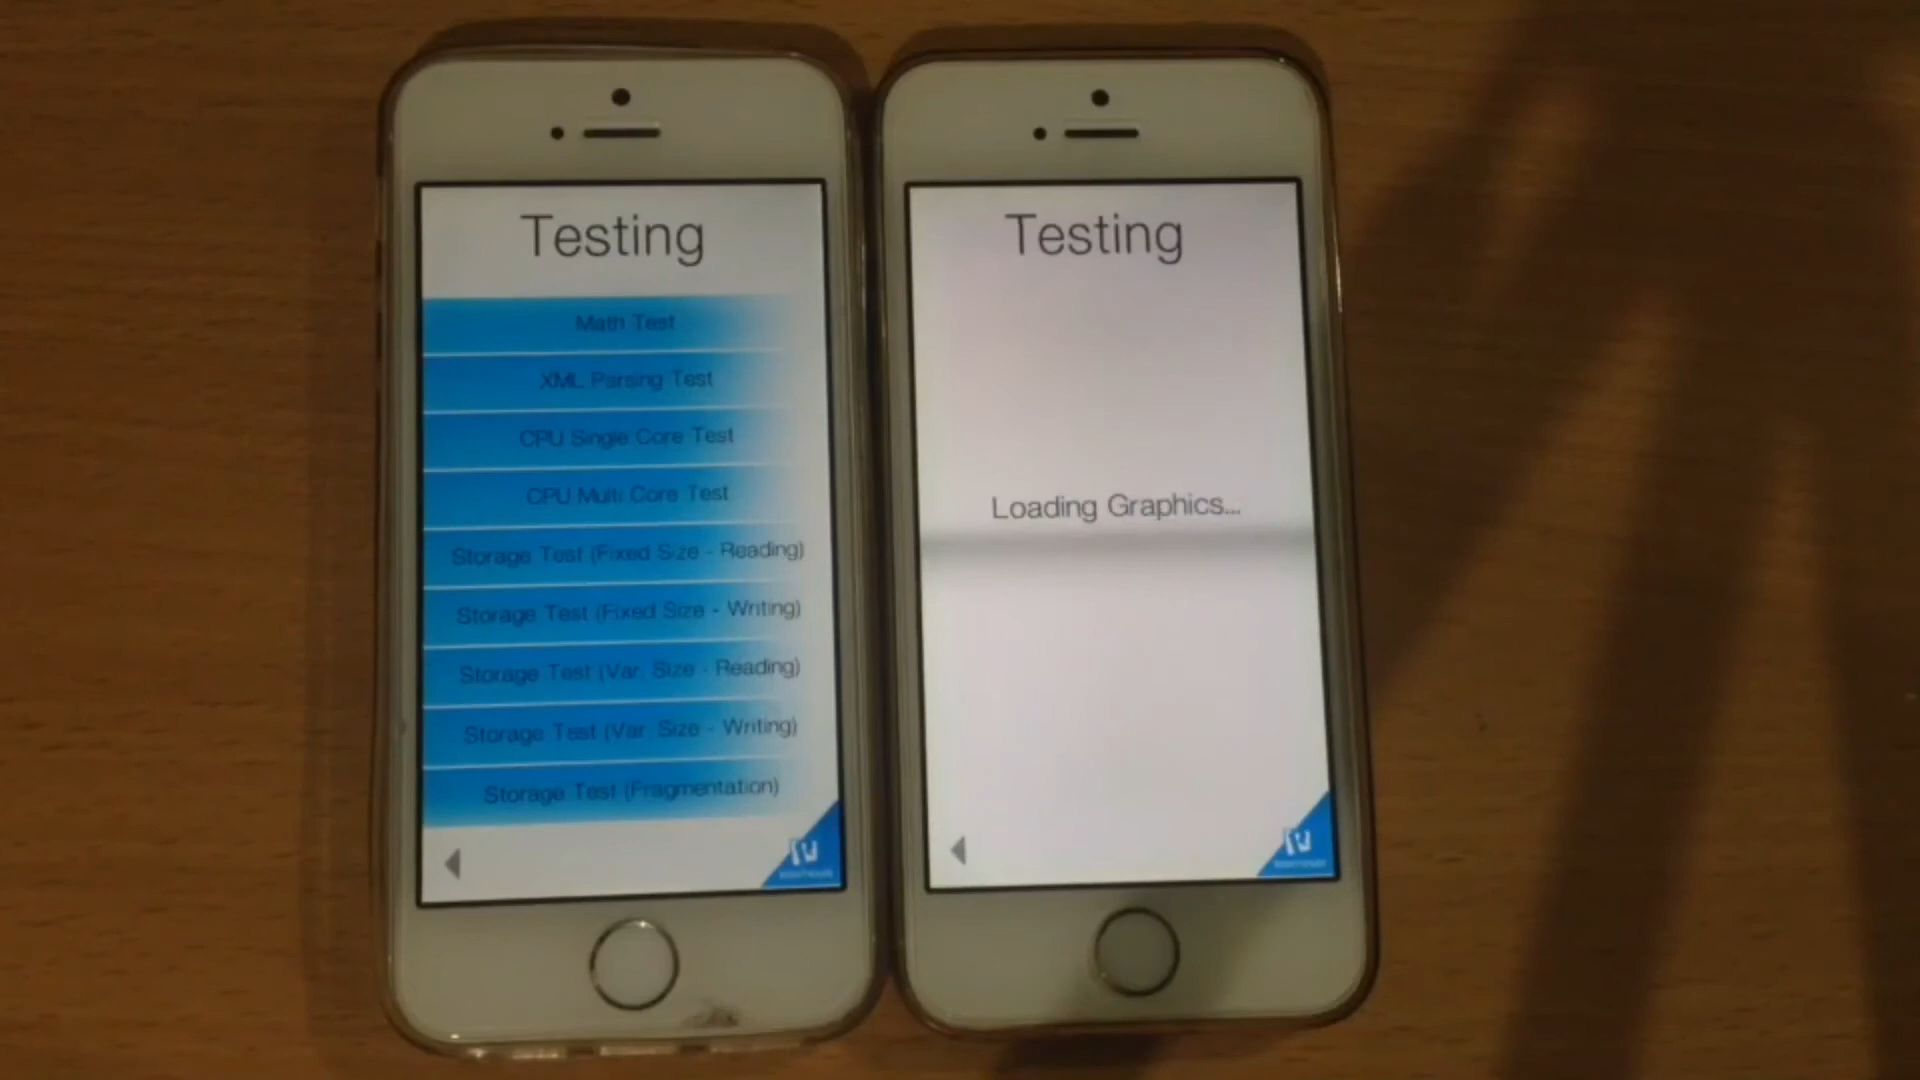 Testing
Math Test
XML Parsing Test
CPU Single Core Test
CPU Multi Core Test
Storage Test (Fixed Size - Reading)
Storage Test (Fixed Size - Writing)
Storage Test (Var. Size - Reading)
Storage Test (Var. Size - Writing)
Storage Test (Fragmentation)
Testing
Loading Graphics...